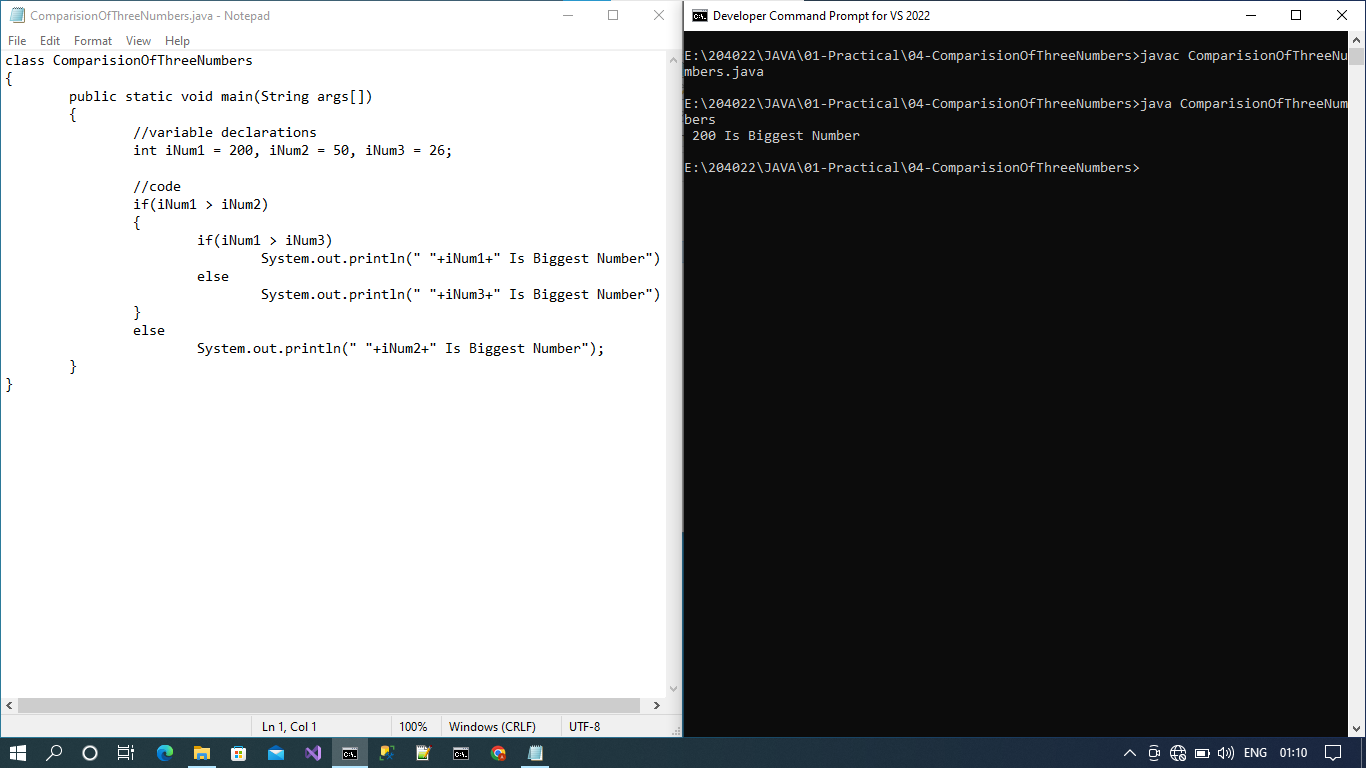 ComparisionOfThreeNumbers.java - Notepad
File Edit Format View Help
class ComparisionOfThreeNumbers
{
public static void main(String args[])
{
//variable declarations
int iNum1 = 200, iNum2 = 50, iNum3 = 26;
//code
if(iNum1 > iNum2)
{
if(iNum1 > iNum3)
System.out.println(" "+iNum1+" Is Biggest Number")
else
System.out.println(" "+iNum3+" Is Biggest Number")
}
else
System.out.println(" "+iNum2+" Is Biggest Number");
}
}
Ln 1, Col 1 100% Windows (CRLF) UTF-8
Developer Command Prompt for VS 2022
E:\204022\JAVA\01-Practical\04-ComparisionOfThreeNumbers>javac ComparisionOfThreeNu
mbers.java
E:\204022\JAVA\01-Practical\04-ComparisionOfThreeNumbers>java ComparisionOfThreeNum
bers
200 Is Biggest Number
E:\204022\JAVA\01-Practical\04-ComparisionOfThreeNumbers>
ENG 01:10